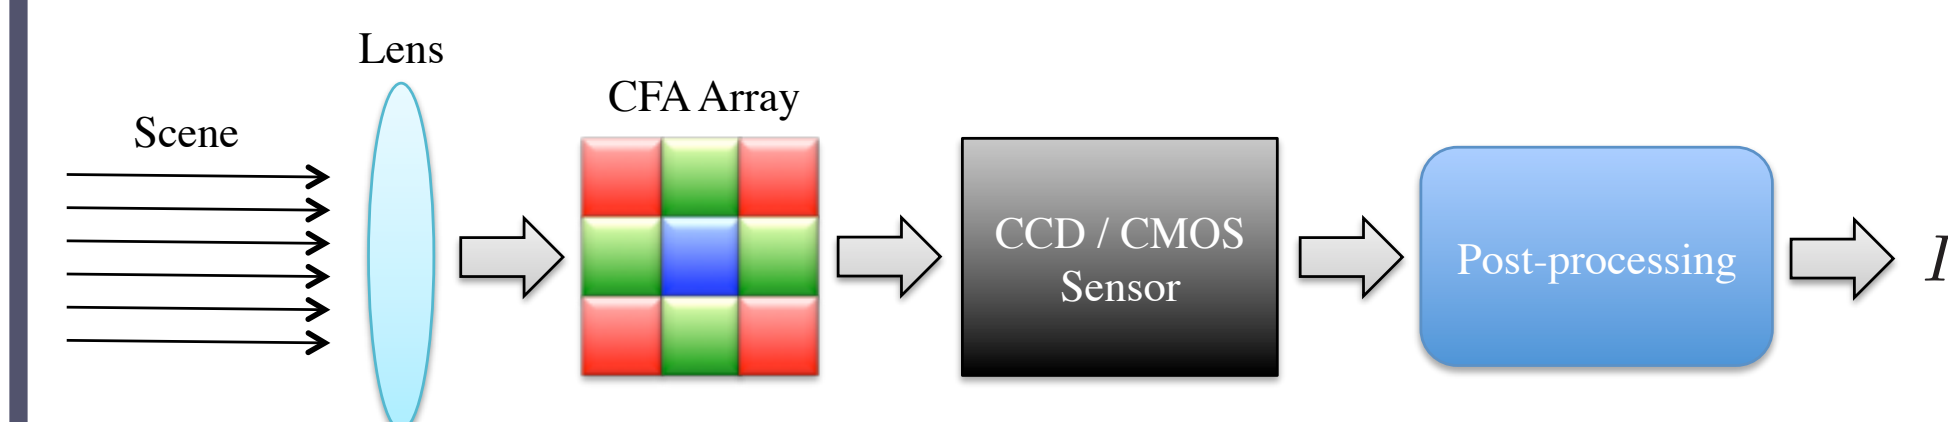 Lens
CFA Array
Scene
CCD / CMOS
Sensor
Post-processing
I